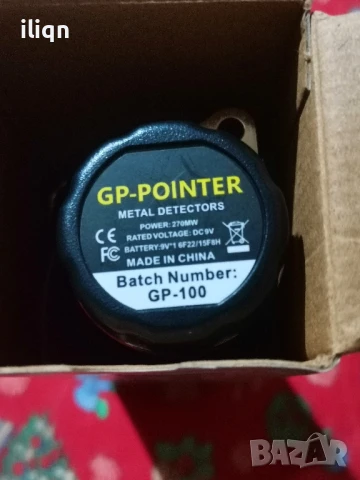 iliqn
GP-POINTER
METAL DETECTORS
POWER: 270MW
RATED VOLTAGE: DC9V
BATTERY:9V*1 6F22/15F8H
MADE IN CHINA
CE
FC
Batch Number:
GP-100
BAZAR